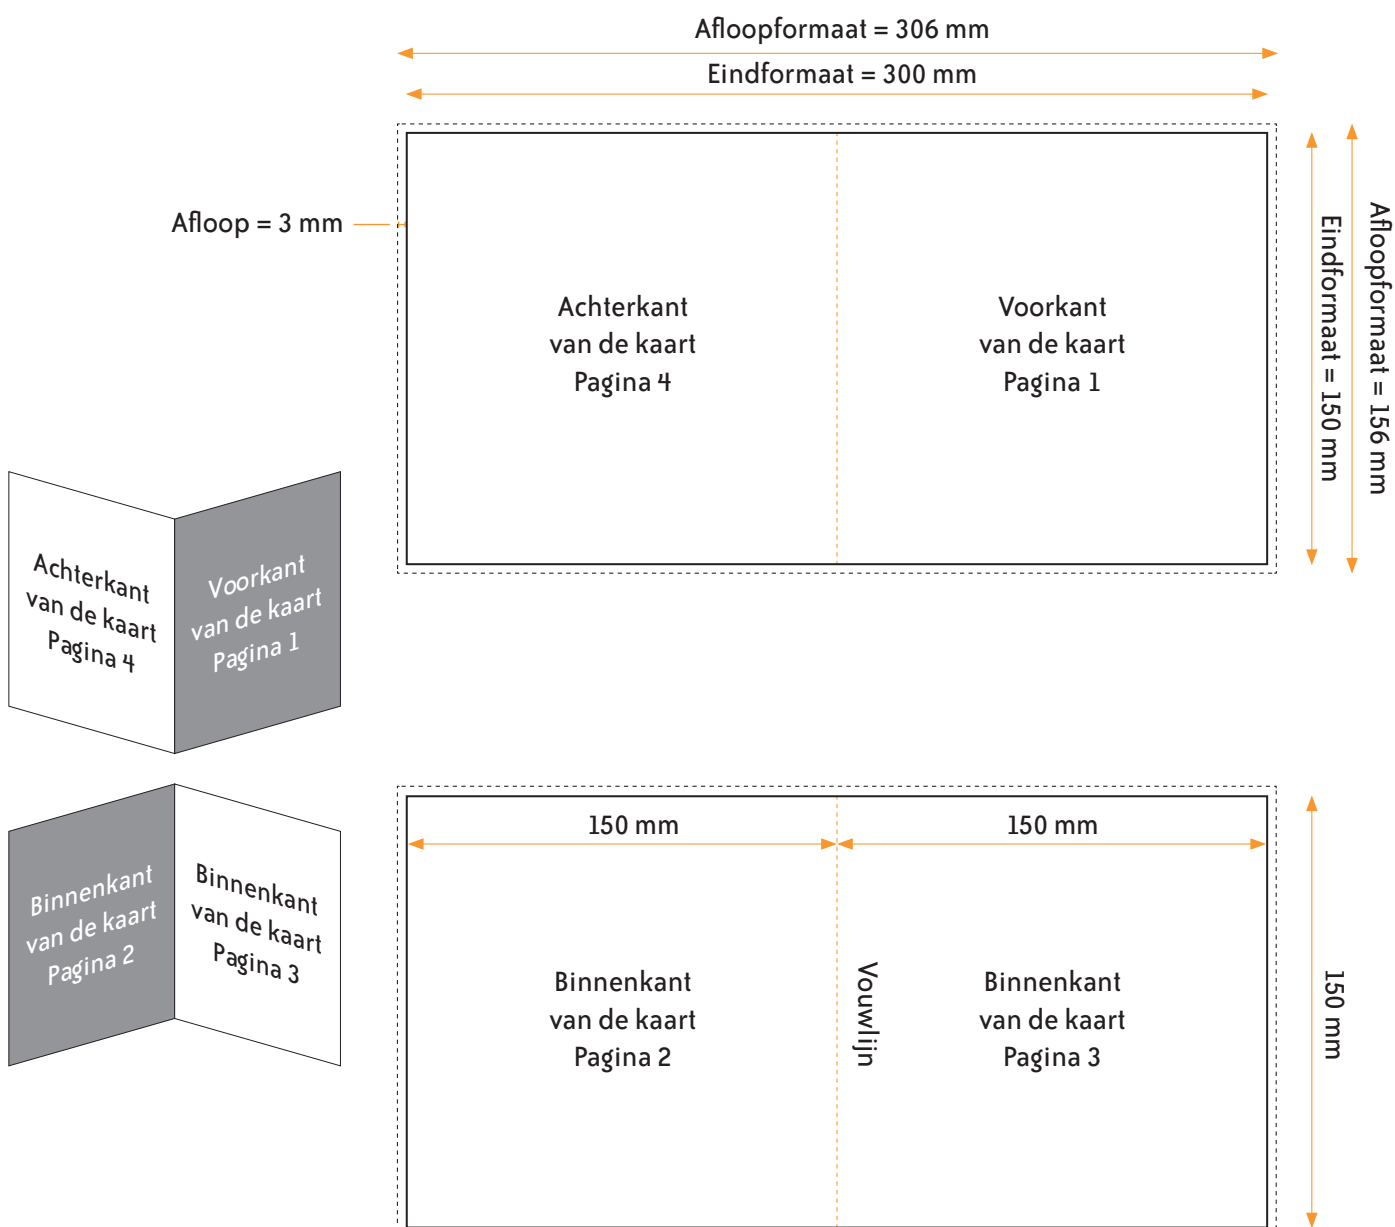 Afloopformaat = 306 mm
Eindformaat = 300 mm
Afloop = 3 mm
Achterkant
van de kaart
Pagina 4
Voorkant
van de kaart
Pagina 1
Eindformaat = 150 mm
Afloopformaat = 156 mm
Achterkant
van de kaart
Pagina 4
Voorkant
van de kaart
Pagina 1
Binnenkant
van de kaart
Pagina 2
Binnenkant
van de kaart
Pagina 3
150 mm
150 mm
Binnenkant
van de kaart
Pagina 2
Vouwlijn
Binnenkant
van de kaart
Pagina 3
150 mm